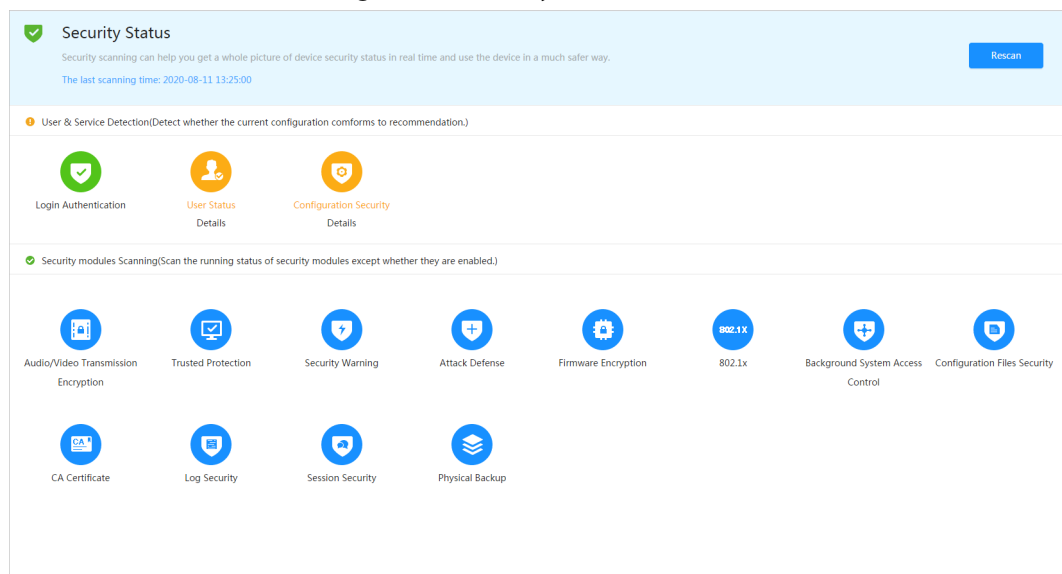 Security Status
Security scanning can help you get a whole picture of device security status in real time and use the device in a much safer way.
Rescan
The last scanning time: 2020-08-11 13:25:00
User & Service Detection(Detect whether the current configuration comforms to recommendation.)
Login Authentication
User Status
Configuration Security
Details
Details
Security modules Scanning(Scan the running status of security modules except whether they are enabled.)
802.1X
Audio/Video Transmission
Encryption
Trusted Protection
Security Warning
Attack Defense
Firmware Encryption
802.1x
Background System Access
Control
Configuration Files Security
CA
CA Certificate
Log Security
Session Security
Physical Backup